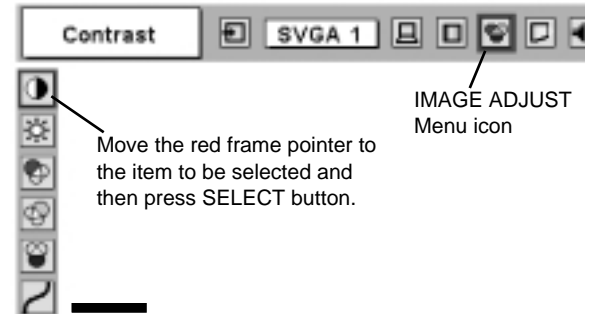 Contrast
SVGA 1
IMAGE ADJUST
Menu icon
Move the red frame pointer to
the item to be selected and
then press SELECT button.